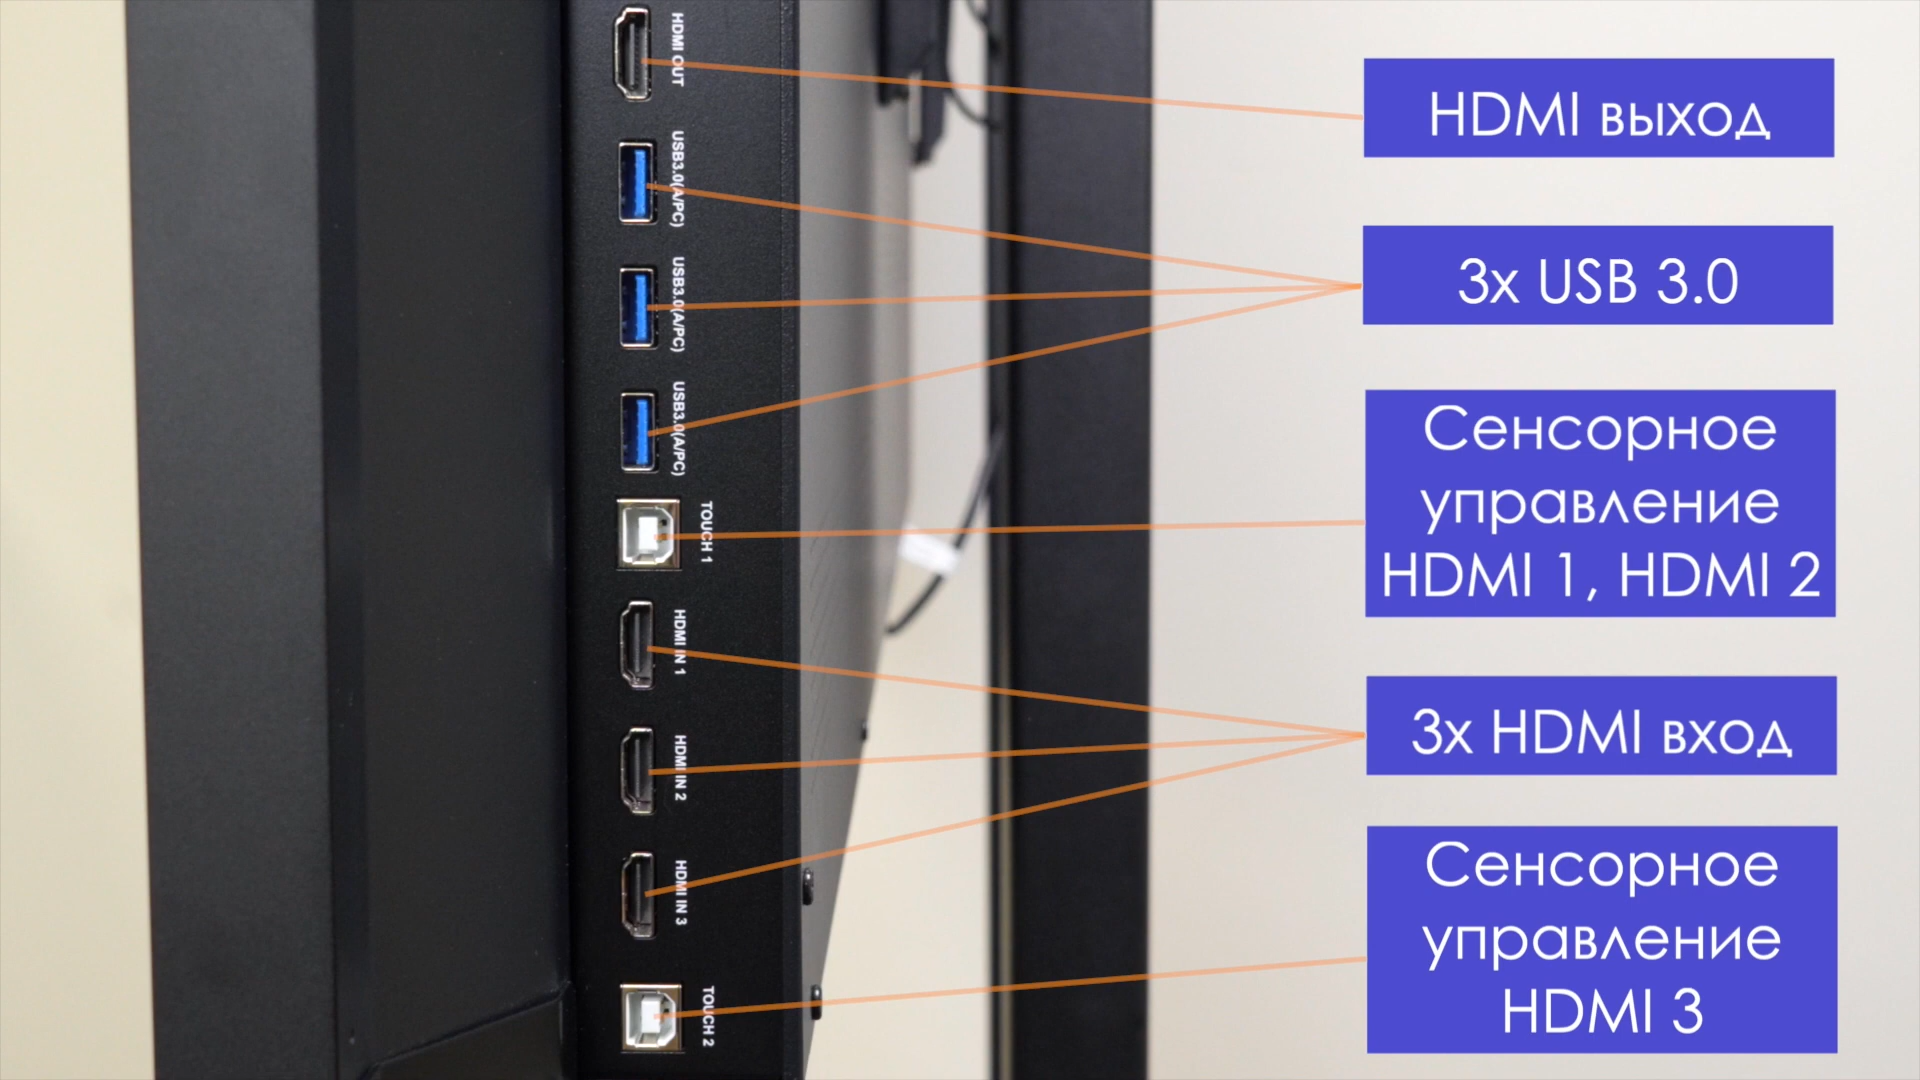 HDMI OUT
USB3.0(A/PC)
USB3.0(A/PC)
USB3.0(A/PC)
TOUCH 1
HDMI IN 1
HDMI IN 2
HDMI IN 3
TOUCH 2
HDMI выход
3x USB 3.0
Сенсорное
управление
HDMI 1, HDMI 2
3x HDMI вход
Сенсорное
управление
HDMI 3